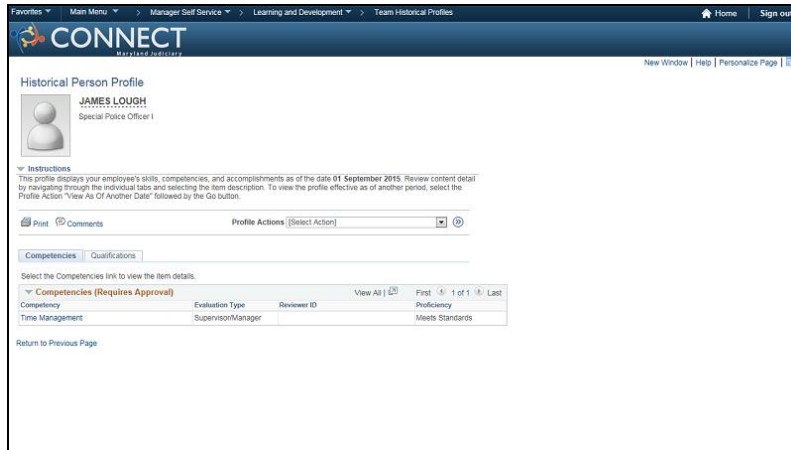 Favorites Main Menu > Manager Self Service > Learning and Development > Team Historical Profiles Home Sign out
CONNECT
Maryland Judiciary
New Window | Help | Personalize Page |
Historical Person Profile
JAMES LOUGH
Special Police Officer I
Instructions
This profile displays your employee's skills, competencies, and accomplishments as of the date 01 September 2015. Review content detail
by navigating through the individual tabs and selecting the item description. To view the profile effective as of another period, select the
Profile Action "View As Of Another Date" followed by the Go button.
Print Comments Profile Actions [Select Action]
Competencies Qualifications
Select the Competencies link to view the item details.
Competencies (Requires Approval) View All | First 1 of 1 Last
Competency Evaluation Type Reviewer ID Proficiency
Time Management Supervisor/Manager Meets Standards
Return to Previous Page